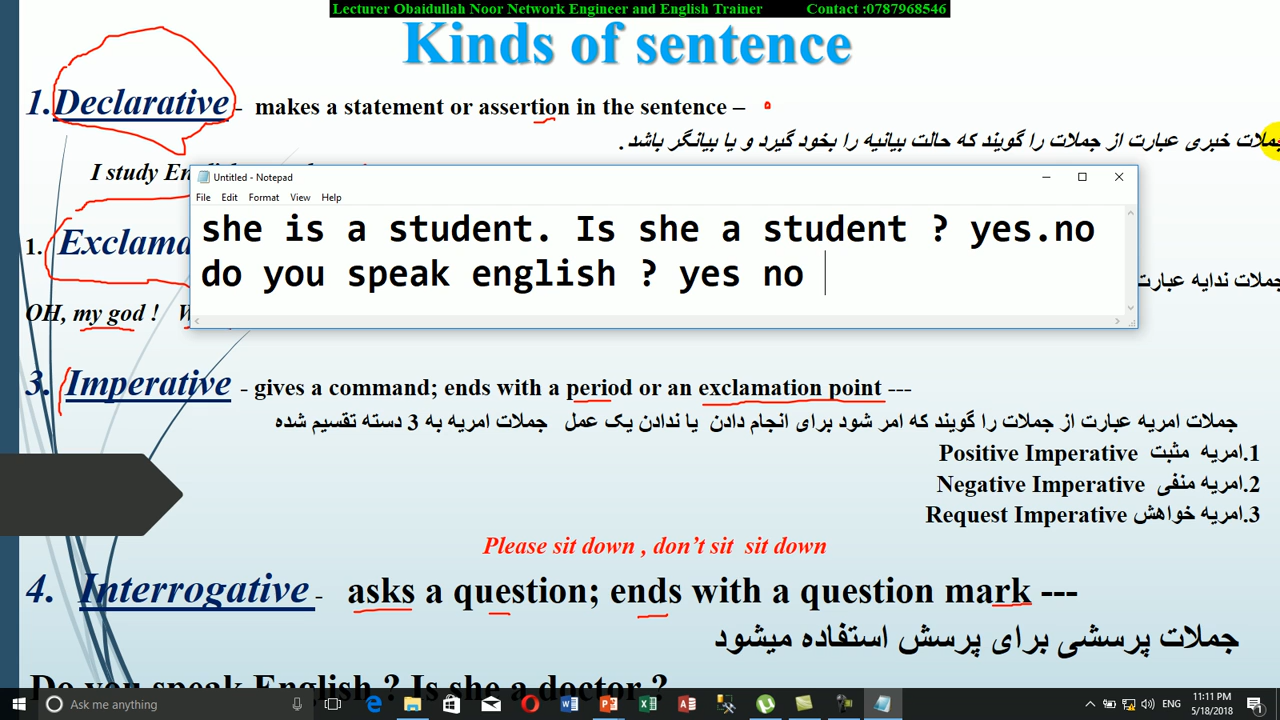 Lecturer Obaidullah Noor Network Engineer and English Trainer Contact :0787968546
Kinds of sentence
1.Declarative - makes a statement or assertion in the sentence –
جملات خبری عبارت از جملات را گویند که حالت بیانیه را بخود گیرد و یا بیانگر باشد.
I study En
Untitled - Notepad
File Edit Format View Help
she is a student. Is she a student ? yes.no
do you speak english ? yes no
1. Exclama
جملات ندایه عبارت
OH, my god !
3. Imperative - gives a command; ends with a period or an exclamation point ---
جملات امریه عبارت از جملات را گویند که امر شود برای انجام دادن یا ندادن یک عمل جملات امریه به 3 دسته تقسیم شده
1.امریه مثبت Positive Imperative
2.امریه منفی Negative Imperative
3.امریه خواهش Request Imperative
Please sit down , don’t sit sit down
4. Interrogative - asks a question; ends with a question mark ---
جملات پرسشی برای پرسش استفاده میشود
Do you speak English ? Is she a doctor ?
Ask me anything
11:11 PM
5/18/2018